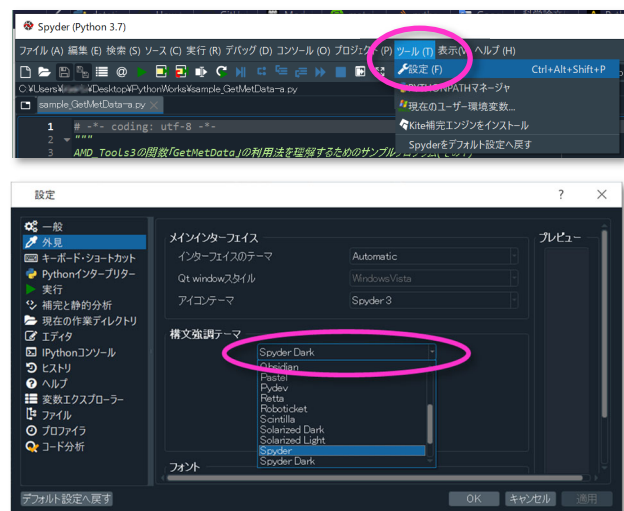 Spyder (Python 3.7)
ファイル (A) 編集 (E) 検索 (S) ソース (C) 実行 (R) デバッグ (D) コンソール (O) プロジェクト (P) ツール (T) 表示(V) ヘルプ (H)
設定 (F) Ctrl+Alt+Shift+P
C:¥Users¥ ¥Desktop¥PythonWorks¥sample_GetMetData-a.py
PYTHONPATHマネージャ
sample_GetMetData-a.py
現在のユーザー環境変数...
1 # -*- coding: utf-8 -*-
Kite補完エンジンをインストール
2 """
Spyderをデフォルト設定へ戻す
3 AMD_Tools3の関数「GetMetData」の利用法を理解するためのサンプルプログラム(その1)
設定 ? ×
一般
外見
キーボード・ショートカット
Pythonインタープリター
実行
補完と静的分析
現在の作業ディレクトリ
エディタ
IPythonコンソール
ヒストリ
ヘルプ
変数エクスプローラー
ファイル
プロファイラ
コード分析
メインインターフェイス
インターフェイスのテーマ Automatic
Qt windowスタイル WindowsVista
アイコンテーマ Spyder 3
構文強調テーマ
Spyder Dark
Obsidian
Pastel
Pydev
Retta
Roboticket
Scintilla
Solarized Dark
Solarized Light
Spyder
Spyder Dark
フォント
プレビュー
デフォルト設定へ戻す OK キャンセル 適用